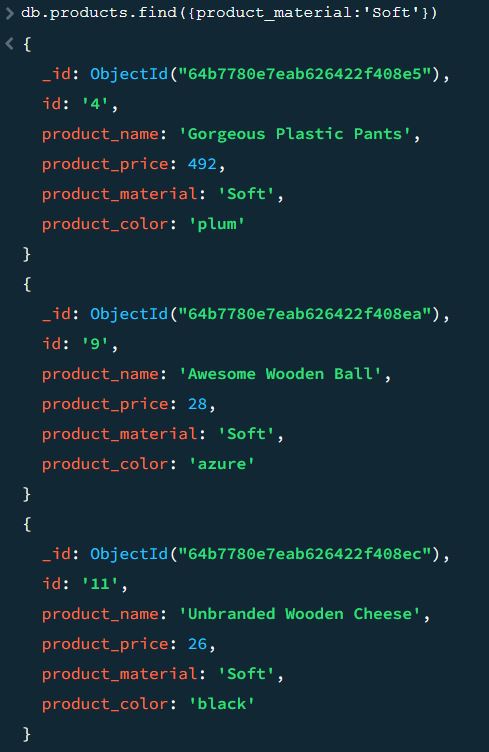 db.products.find({product_material:'Soft'})
{
_id: ObjectId("64b7780e7eab626422f408e5"),
id: '4',
product_name: 'Gorgeous Plastic Pants',
product_price: 492,
product_material: 'Soft',
product_color: 'plum'
}
{
_id: ObjectId("64b7780e7eab626422f408ea"),
id: '9',
product_name: 'Awesome Wooden Ball',
product_price: 28,
product_material: 'Soft',
product_color: 'azure'
}
{
_id: ObjectId("64b7780e7eab626422f408ec"),
id: '11',
product_name: 'Unbranded Wooden Cheese',
product_price: 26,
product_material: 'Soft',
product_color: 'black'
}